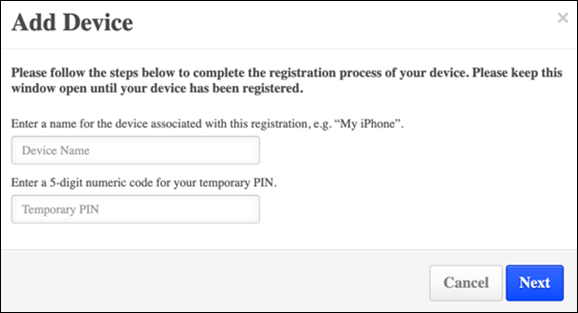 Add Device
×
Please follow the steps below to complete the registration process of your device. Please keep this
window open until your device has been registered.
Enter a name for the device associated with this registration, e.g. “My iPhone”.
Device Name
Enter a 5-digit numeric code for your temporary PIN.
Temporary PIN
Cancel Next